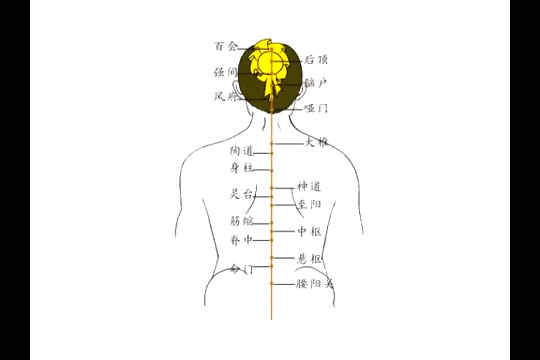 百会
后顶
强间
脑户
风府
哑门
大椎
陶道
身柱
神道
灵台
至阳
筋缩
中枢
脊中
悬枢
命门
腰阳关